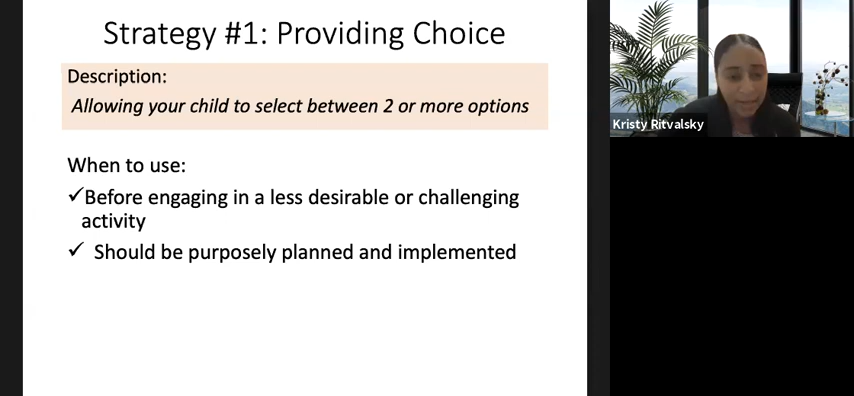 Strategy #1: Providing Choice
Description:
Allowing your child to select between 2 or more options
When to use:
✓Before engaging in a less desirable or challenging
activity
✓ Should be purposely planned and implemented
Kristy Ritvalsky